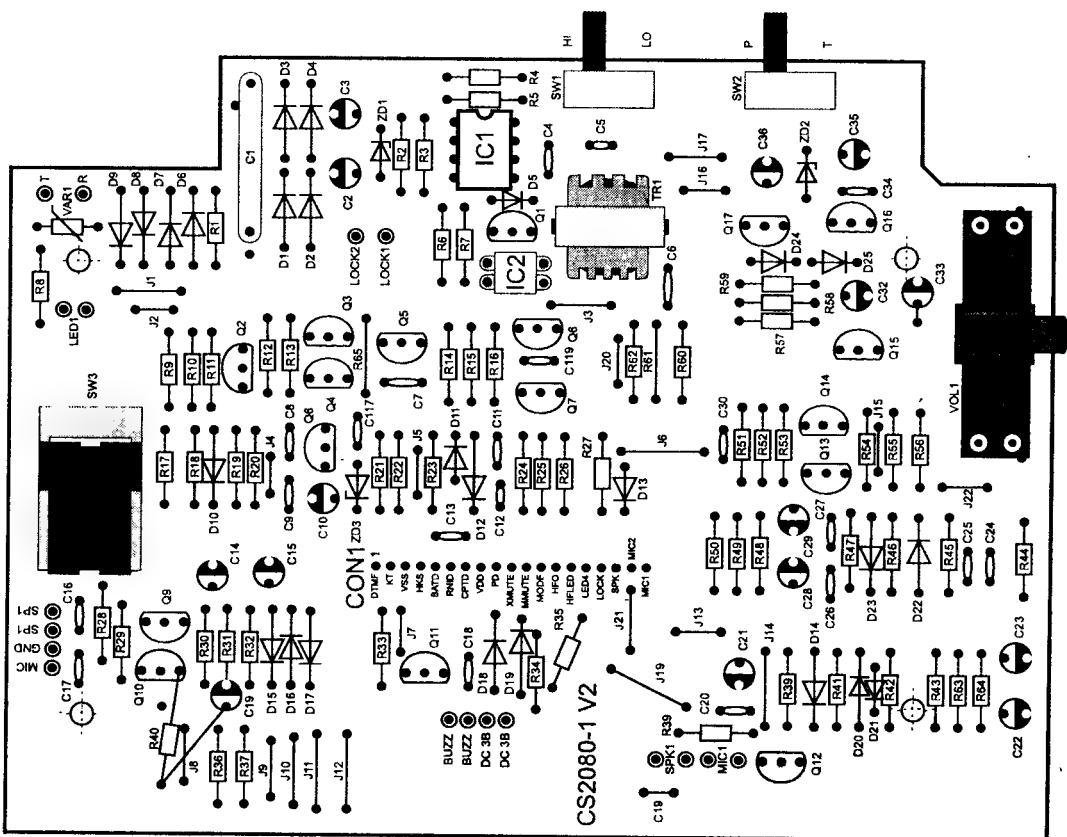 HI
LO
P
T
SW1
SW2
D3
D4
C3
ZD1
R4
R5
C1
R2
R3
IC1
C4
C5
J17
J16
C36
ZD2
C35
T
VAR1
R
D9
D8
D7
D6
R1
D1
D2
C2
LOCK2
LOCK1
R6
R7
D5
Q1
IC2
TR1
C6
Q17
C34
Q16
D24
D25
R8
LED1
J1
J2
Q3
Q5
Q6
J3
R59
R58
R57
C32
C33
Q15
SW3
R9
R10
R11
Q2
R12
R13
R65
Q4
C7
R14
R15
R16
C119
Q7
J20
R62
R61
R60
VOL1
R17
R18
D10
R19
R20
J4
C8
C9
Q6
C10
C117
ZD3
R21
R22
J5
R23
D11
D12
C11
C12
C13
R24
R25
R26
R27
D13
J6
C30
R51
R52
R53
Q14
Q13
R54
J15
R55
R56
J22
C14
C15
CON1
DTMF 1
KT
VSS
HKS
BATD
RNID
CPTD
VDD
PD
XMUTE
MMUTE
MODF
HFO
HFLED
LED4
LOCK
SPK
MIC2
MIC1
R50
R49
R48
C29
C28
C27
C26
R47
D23
R46
D22
R45
C25
C24
R44
SP1
SP1
GND
MIC
C16
C17
R28
R29
Q9
Q10
R30
R31
R32
D15
D16
D17
C19
R33
J7
Q11
C18
D18
D19
R34
R35
J21
J19
J13
C21
C20
J14
R39
D14
R41
D20
D21
R42
R43
R63
R64
C23
C22
R40
J8
R36
R37
J9
J10
J11
J12
BUZZ
BUZZ
DC 3B
DC 3B
CS2080-1 V2
R39
SPK1
MIC1
C19
Q12